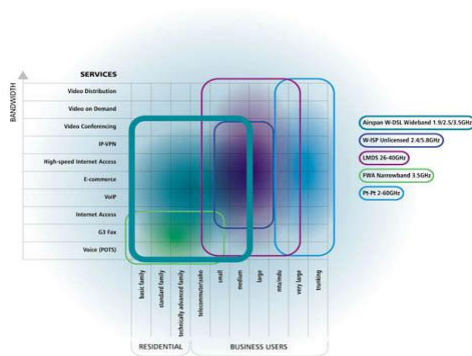 BANDWIDTH
SERVICES
Video Distribution
Video on Demand
Video Conferencing
IP-VPN
High-speed Internet Access
E-commerce
VoIP
Internet Access
G3 Fax
Voice (POTS)
Airspan W-DSL Wideband 1.9/2.5/3.5GHz
W-ISP Unlicensed 2.4/5.8GHz
LMDS 26-40GHz
FWA Narrowband 3.5GHz
Pt-Pt 2-60GHz
basic family
standard family
technically advanced family
telecommuter/soho
small
medium
large
mtu/mdu
very large
trunking
RESIDENTIAL
BUSINESS USERS